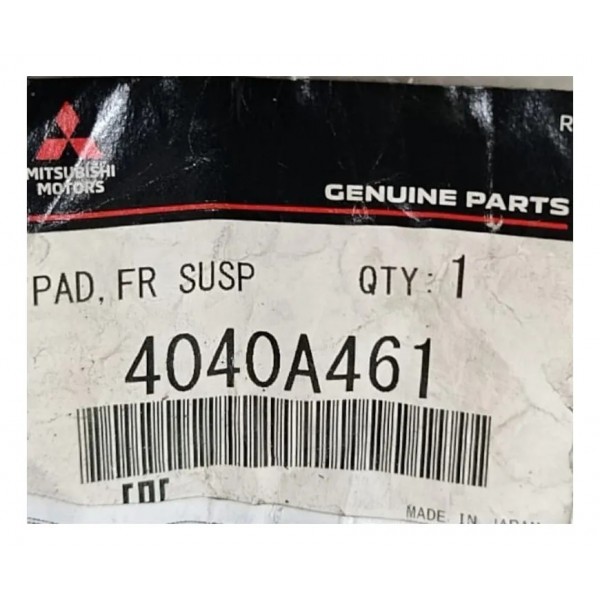 R
MITSUBISHI
MOTORS
GENUINE PARTS
PAD, FR SUSP QTY: 1
4040A461
MADE IN JAPAN